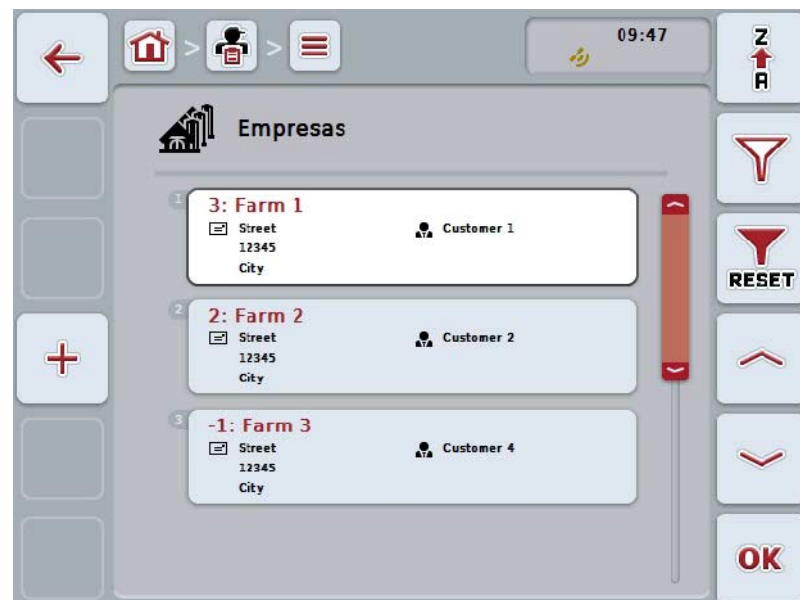 09:47
Z
A
Empresas
1
3: Farm 1
Street
Customer 1
12345
City
RESET
2
2: Farm 2
Street
Customer 2
12345
City
3
-1: Farm 3
Street
Customer 4
12345
City
OK